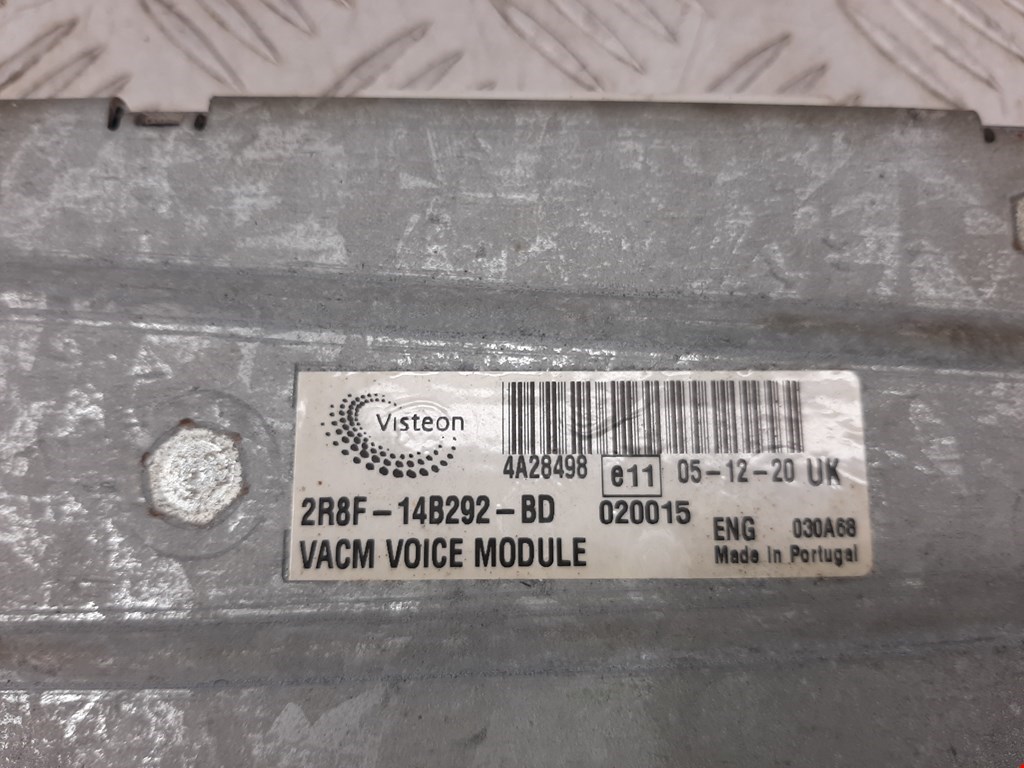 Visteon
4A28498 e11 05-12-20 UK
2R8F-14B292-BD 020015
VACM VOICE MODULE
ENG 030A68
Made in Portugal